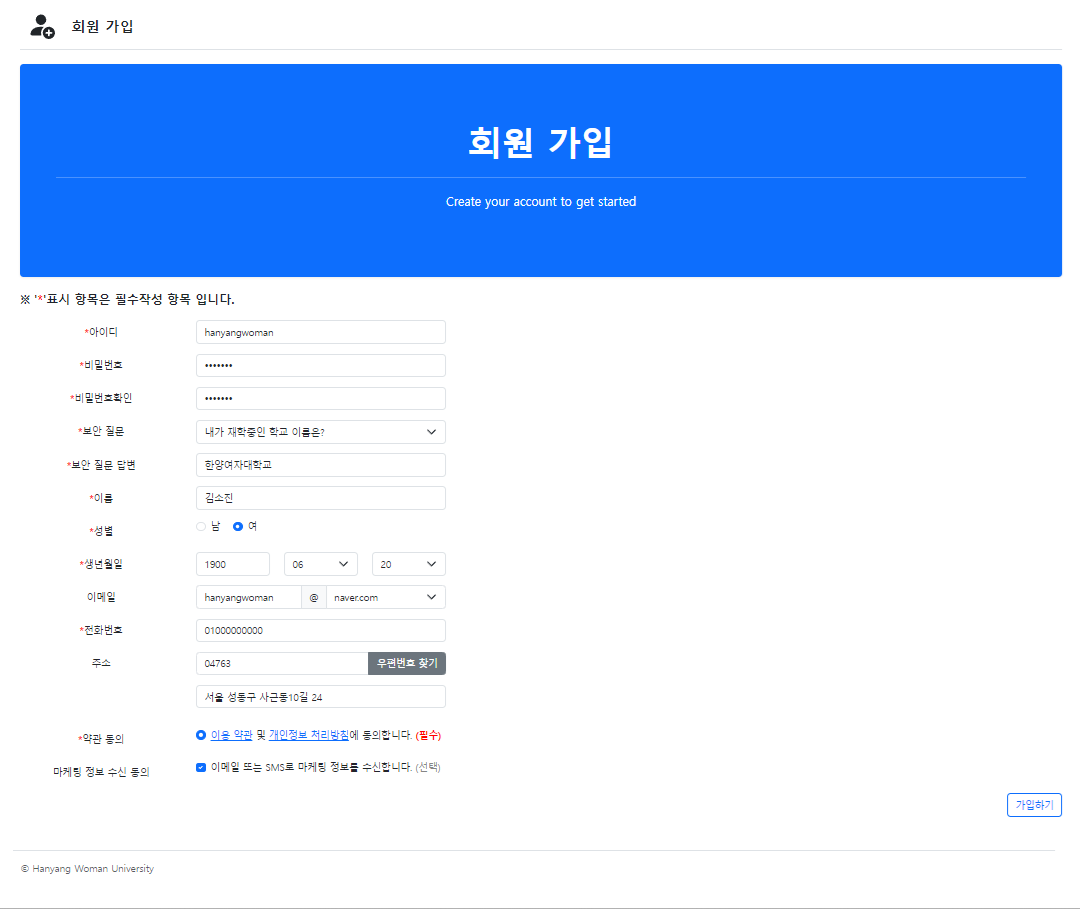 회원 가입
회원 가입
Create your account to get started
※ '*'표시 항목은 필수작성 항목 입니다.
*아이디 hanyangwoman
*비밀번호 •••••••
*비밀번호확인 •••••••
*보안 질문 내가 재학중인 학교 이름은?
*보안 질문 답변 한양여자대학교
*이름 김소진
*성별 남 여
*생년월일 1900 06 20
이메일 hanyangwoman @ naver.com
*전화번호 01000000000
주소 04763 우편번호 찾기
서울 성동구 사근동10길 24
*약관 동의 이용 약관 및 개인정보 처리방침에 동의합니다. (필수)
마케팅 정보 수신 동의 이메일 또는 SMS로 마케팅 정보를 수신합니다. (선택)
가입하기
© Hanyang Woman University